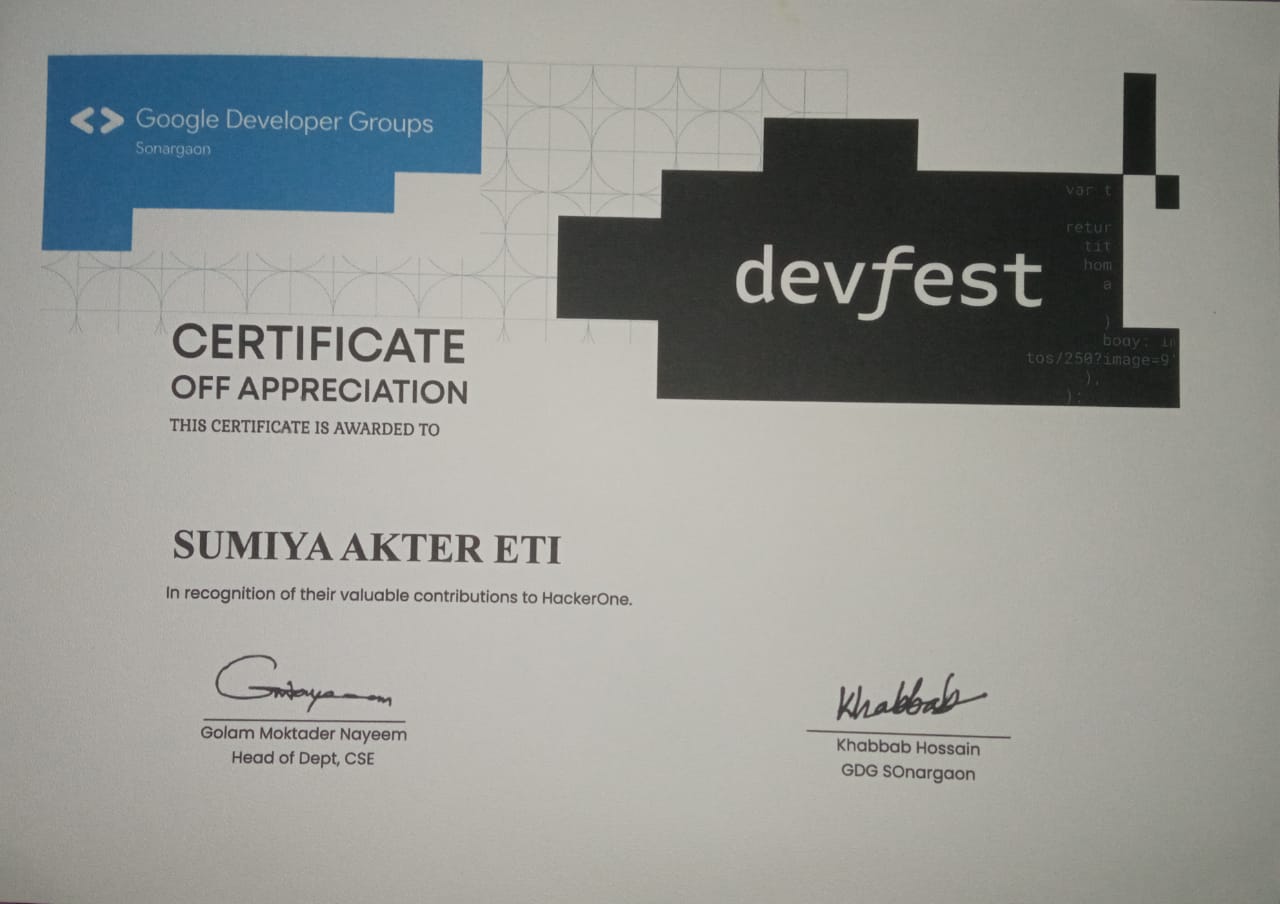 Google Developer Groups
Sonargaon
var t
retur
tit
hom
a
)
body: in
tos/250?image=9'
),
);
devfest
CERTIFICATE
OFF APPRECIATION
THIS CERTIFICATE IS AWARDED TO
SUMIYA AKTER ETI
In recognition of their valuable contributions to HackerOne.
Khabbab
Golam Moktader Nayeem
Head of Dept, CSE
Khabbab Hossain
GDG SOnargaon